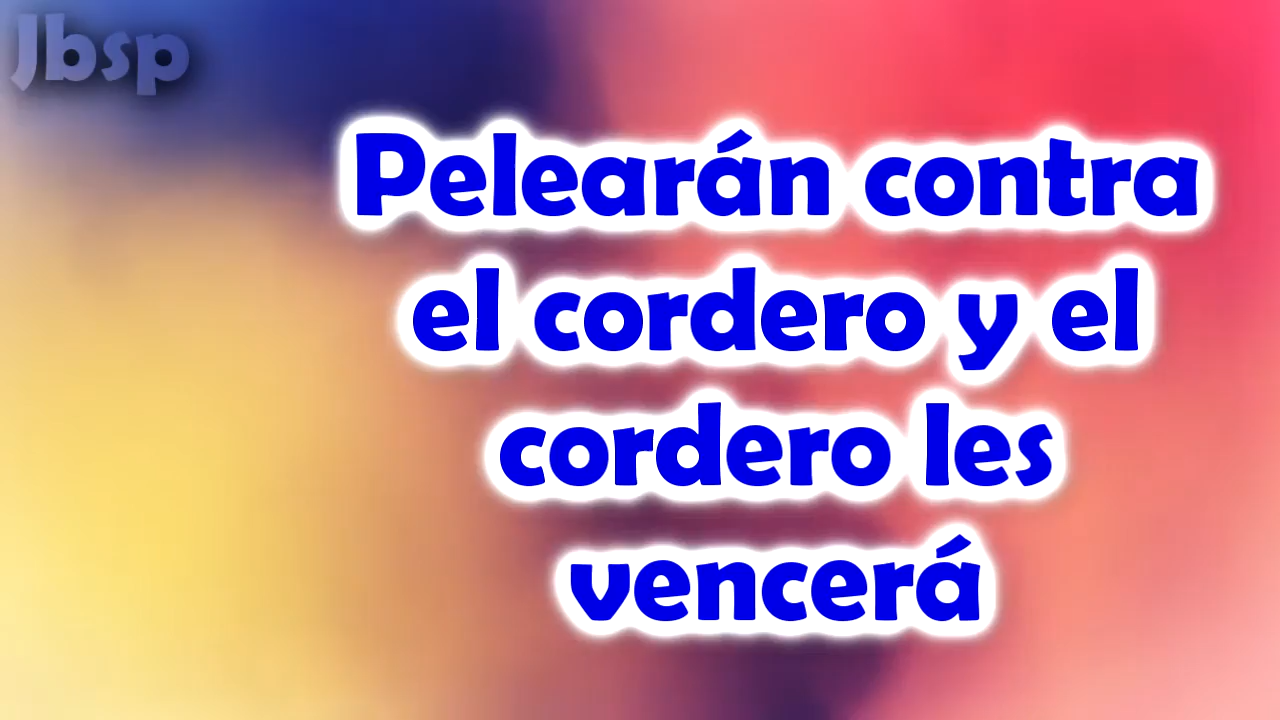 Jbsp
Pelearán contra
el cordero y el
cordero les
vencerá